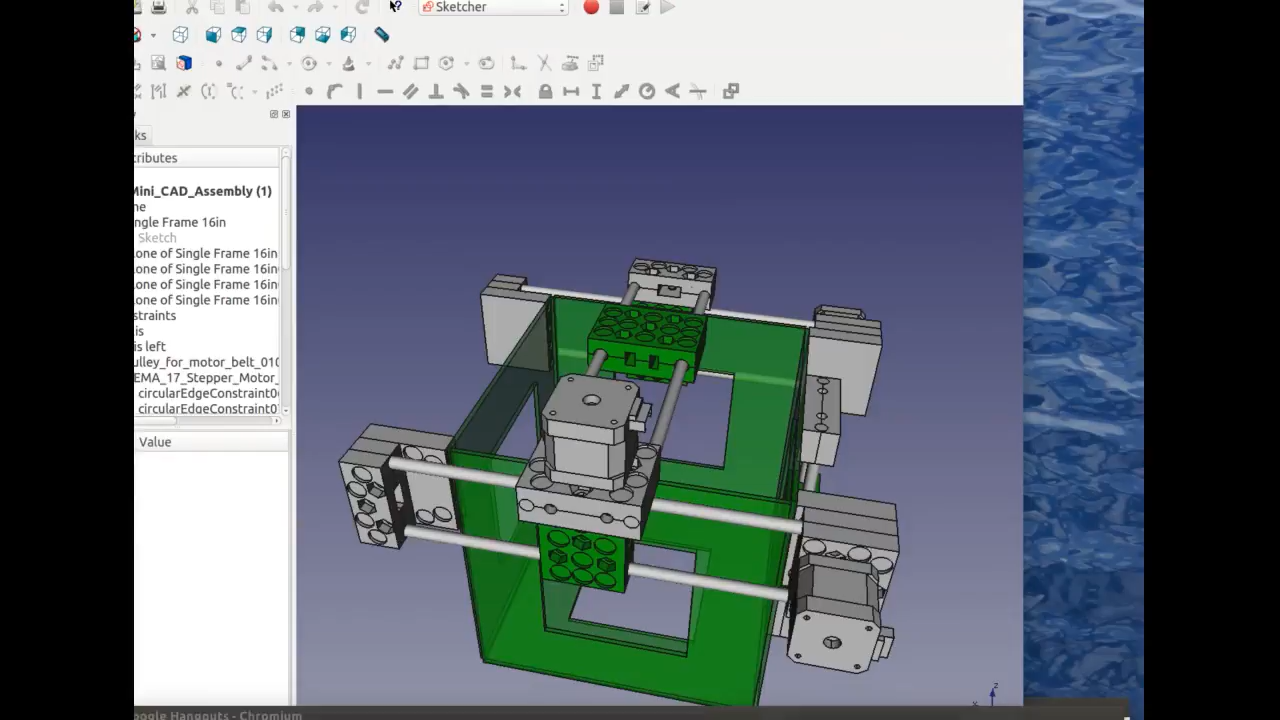 Sketcher
ks
tributes
Mini_CAD_Assembly (1)
ne
ngle Frame 16in
Sketch
lone of Single Frame 16in
lone of Single Frame 16in
lone of Single Frame 16in
lone of Single Frame 16in
straints
is
is left
ulley_for_motor_belt_010
EMA_17_Stepper_Motor_
circularEdgeConstraint0
circularEdgeConstraint0
Value
z
oogle Hangouts - Chromium